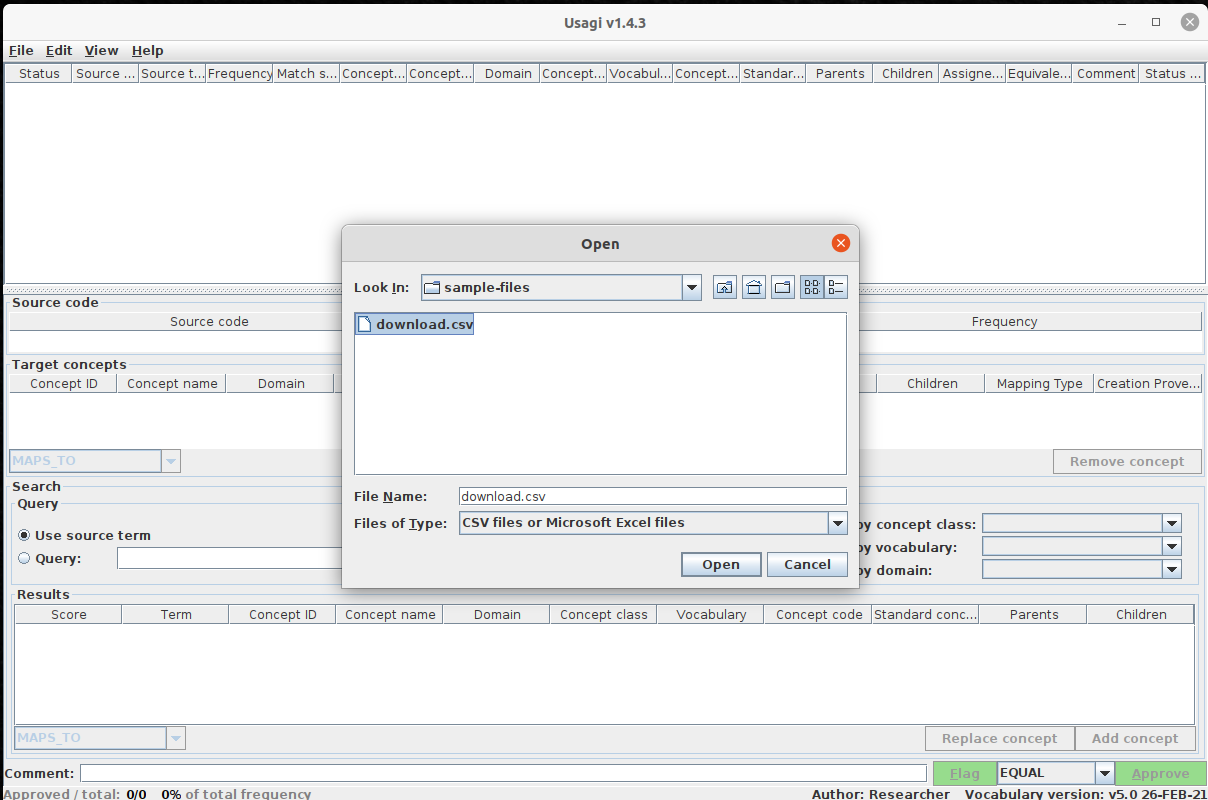 Usagi v1.4.3
File Edit View Help
Status Source ... Source t... Frequency Match s... Concept... Concept... Domain Concept... Vocabul... Concept... Standar... Parents Children Assigne... Equivale... Comment Status ...
Open
Look In: sample-files
download.csv
File Name: download.csv
Files of Type: CSV files or Microsoft Excel files
Open Cancel
Source code
Source code Frequency
Target concepts
Concept ID Concept name Domain Children Mapping Type Creation Prove...
MAPS_TO Remove concept
Search
Query
Use source term
Query:
by concept class:
by vocabulary:
by domain:
Results
Score Term Concept ID Concept name Domain Concept class Vocabulary Concept code Standard conc... Parents Children
MAPS_TO Replace concept Add concept
Comment: Flag EQUAL Approve
Approved / total: 0/0 0% of total frequency Author: Researcher Vocabulary version: v5.0 26-FEB-21